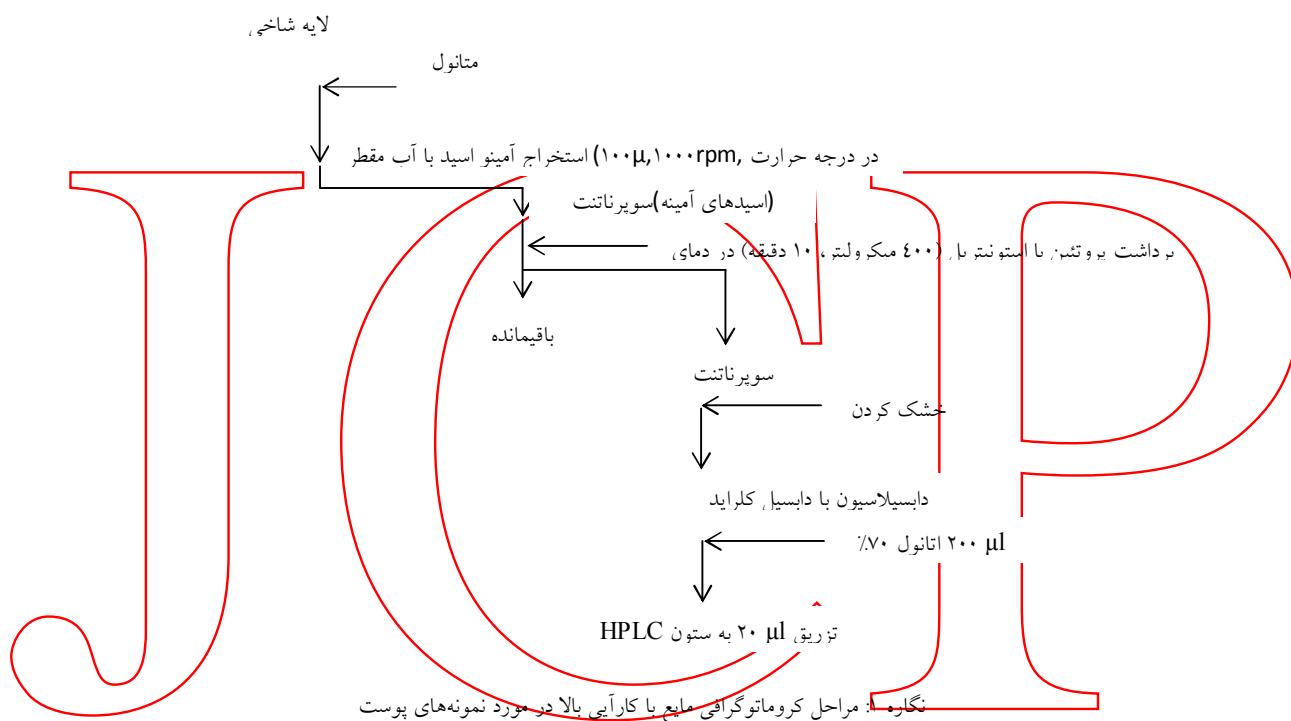 لایه شاخی
متانول
در درجه حرارت ,۱۰۰μ,۱۰۰۰rpm) استخراج آمینو اسید با آب مقطر
(اسیدهای آمینه)سوپرناتنت
برداشت پروتئین با استونیتریل (۴۰۰ میکرولیتر، ۱۰ دقیقه) در دمای
باقیمانده
سوپرناتنت
خشک کردن
دابسیلاسیون با دابسیل کلراید
۲۰۰ μl اتانول ۷۰٪
تزریق ۲۰ μl به ستون HPLC
نگاره ۱: مراحل کروماتوگرافی مایع با کارآیی بالا در مورد نمونه‌های پوست
JCP